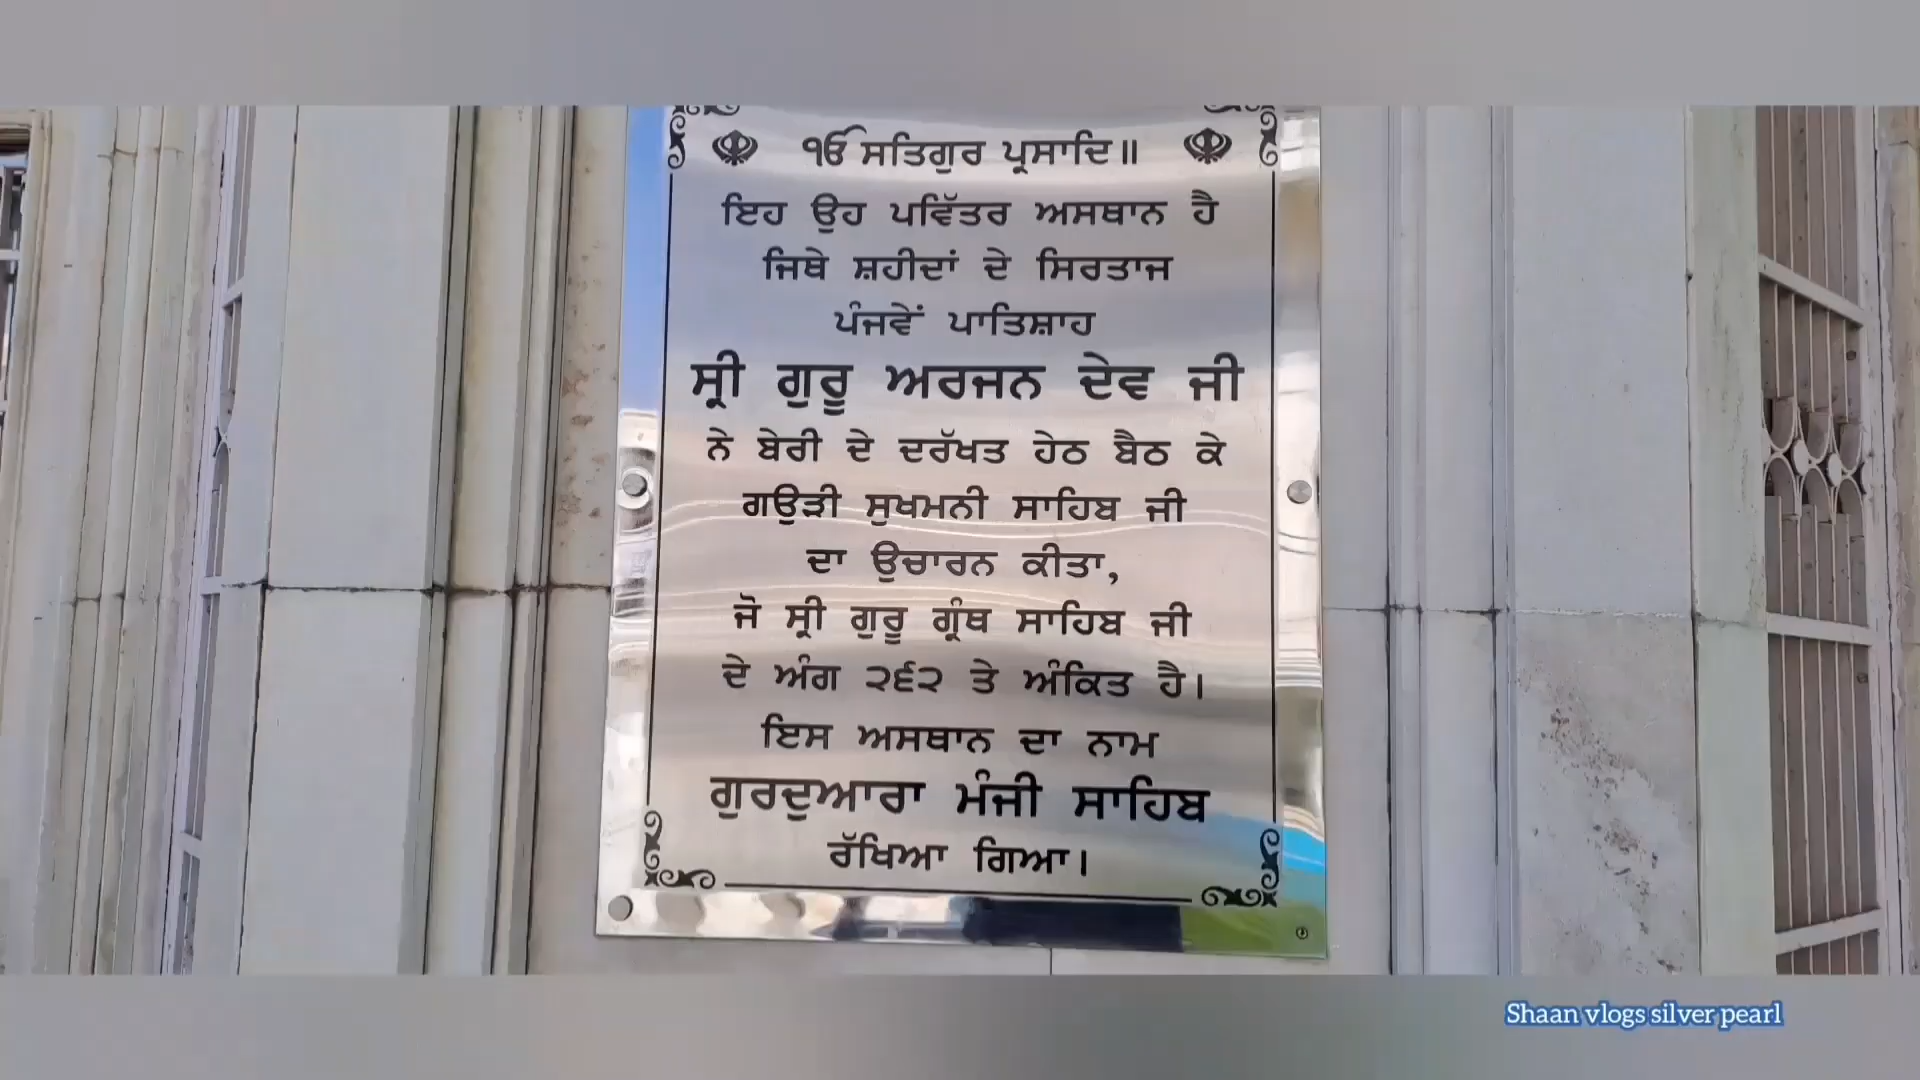 ੴ ਸਤਿਗੁਰ ਪ੍ਰਸਾਦਿ॥
ਇਹ ਉਹ ਪਵਿੱਤਰ ਅਸਥਾਨ ਹੈ
ਜਿਥੇ ਸ਼ਹੀਦਾਂ ਦੇ ਸਿਰਤਾਜ
ਪੰਜਵੇਂ ਪਾਤਿਸ਼ਾਹ
ਸ੍ਰੀ ਗੁਰੂ ਅਰਜਨ ਦੇਵ ਜੀ
ਨੇ ਬੇਰੀ ਦੇ ਦਰੱਖਤ ਹੇਠ ਬੈਠ ਕੇ
ਗਉੜੀ ਸੁਖਮਨੀ ਸਾਹਿਬ ਜੀ
ਦਾ ਉਚਾਰਨ ਕੀਤਾ,
ਜੋ ਸ੍ਰੀ ਗੁਰੂ ਗ੍ਰੰਥ ਸਾਹਿਬ ਜੀ
ਦੇ ਅੰਗ ੨੬੨ ਤੇ ਅੰਕਿਤ ਹੈ।
ਇਸ ਅਸਥਾਨ ਦਾ ਨਾਮ
ਗੁਰਦੁਆਰਾ ਮੰਜੀ ਸਾਹਿਬ
ਰੱਖਿਆ ਗਿਆ।
Shaan vlogs silver pearl